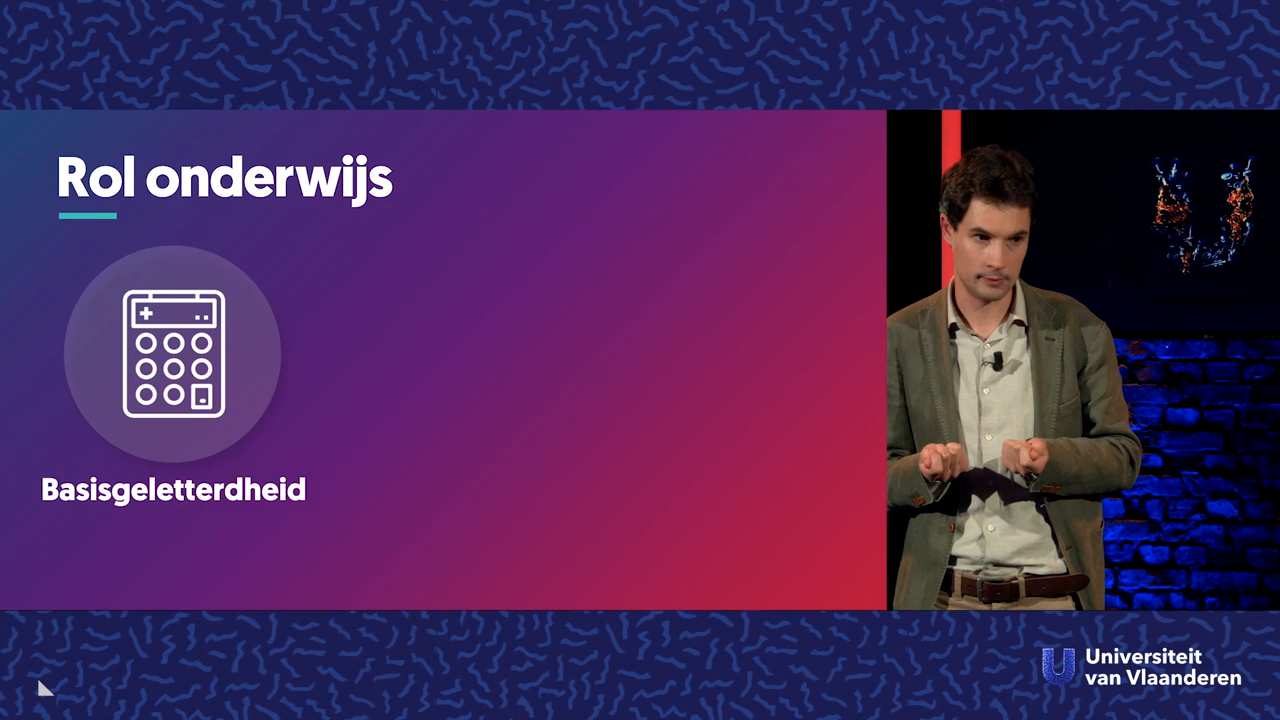 Rol onderwijs
Basisgeletterdheid
Universiteit
van Vlaanderen